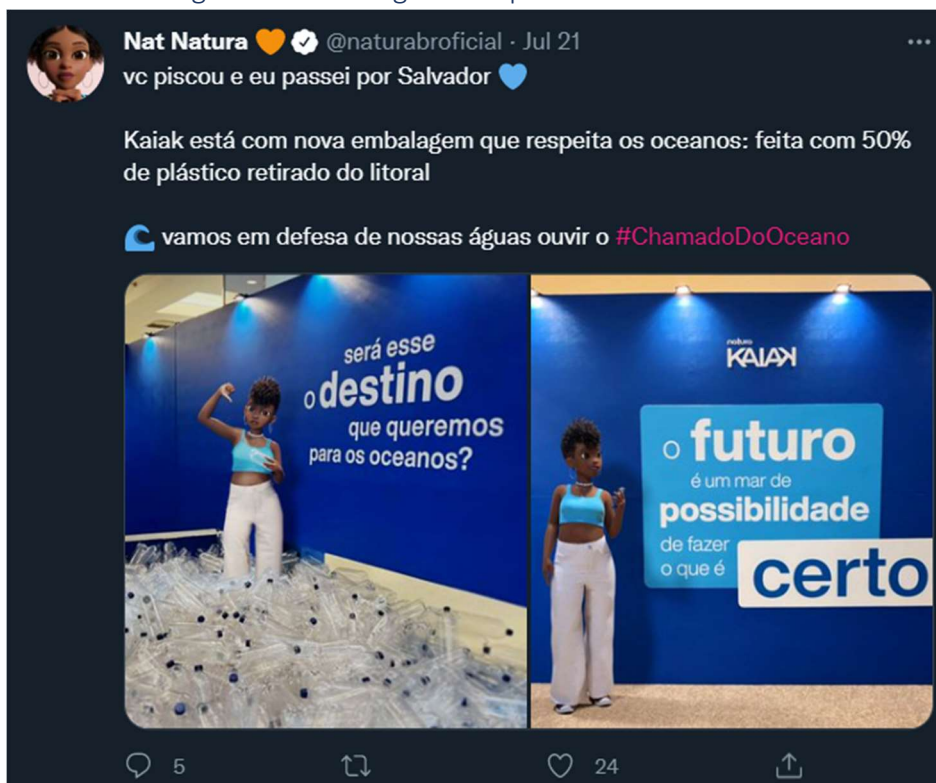 Nat Natura 🧡 @naturabroficial · Jul 21
vc piscou e eu passei por Salvador 💙
Kaiak está com nova embalagem que respeita os oceanos: feita com 50%
de plástico retirado do litoral
🌊 vamos em defesa de nossas águas ouvir o #ChamadoDoOceano
será esse
o destino
que queremos
para os oceanos?
natura
KAIAK
o futuro
é um mar de
possibilidade
de fazer
o que é
certo
5
24